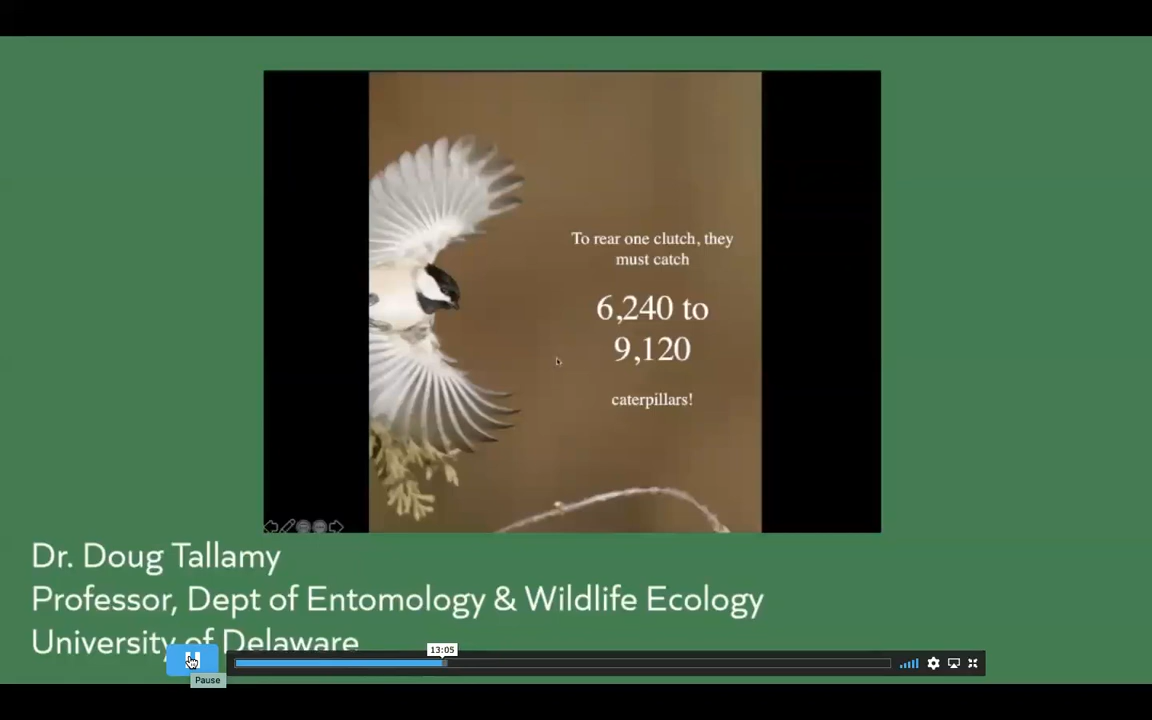 To rear one clutch, they
must catch
6,240 to
9,120
caterpillars!
Dr. Doug Tallamy
Professor, Dept of Entomology & Wildlife Ecology
University of Delaware
13:05
Pause